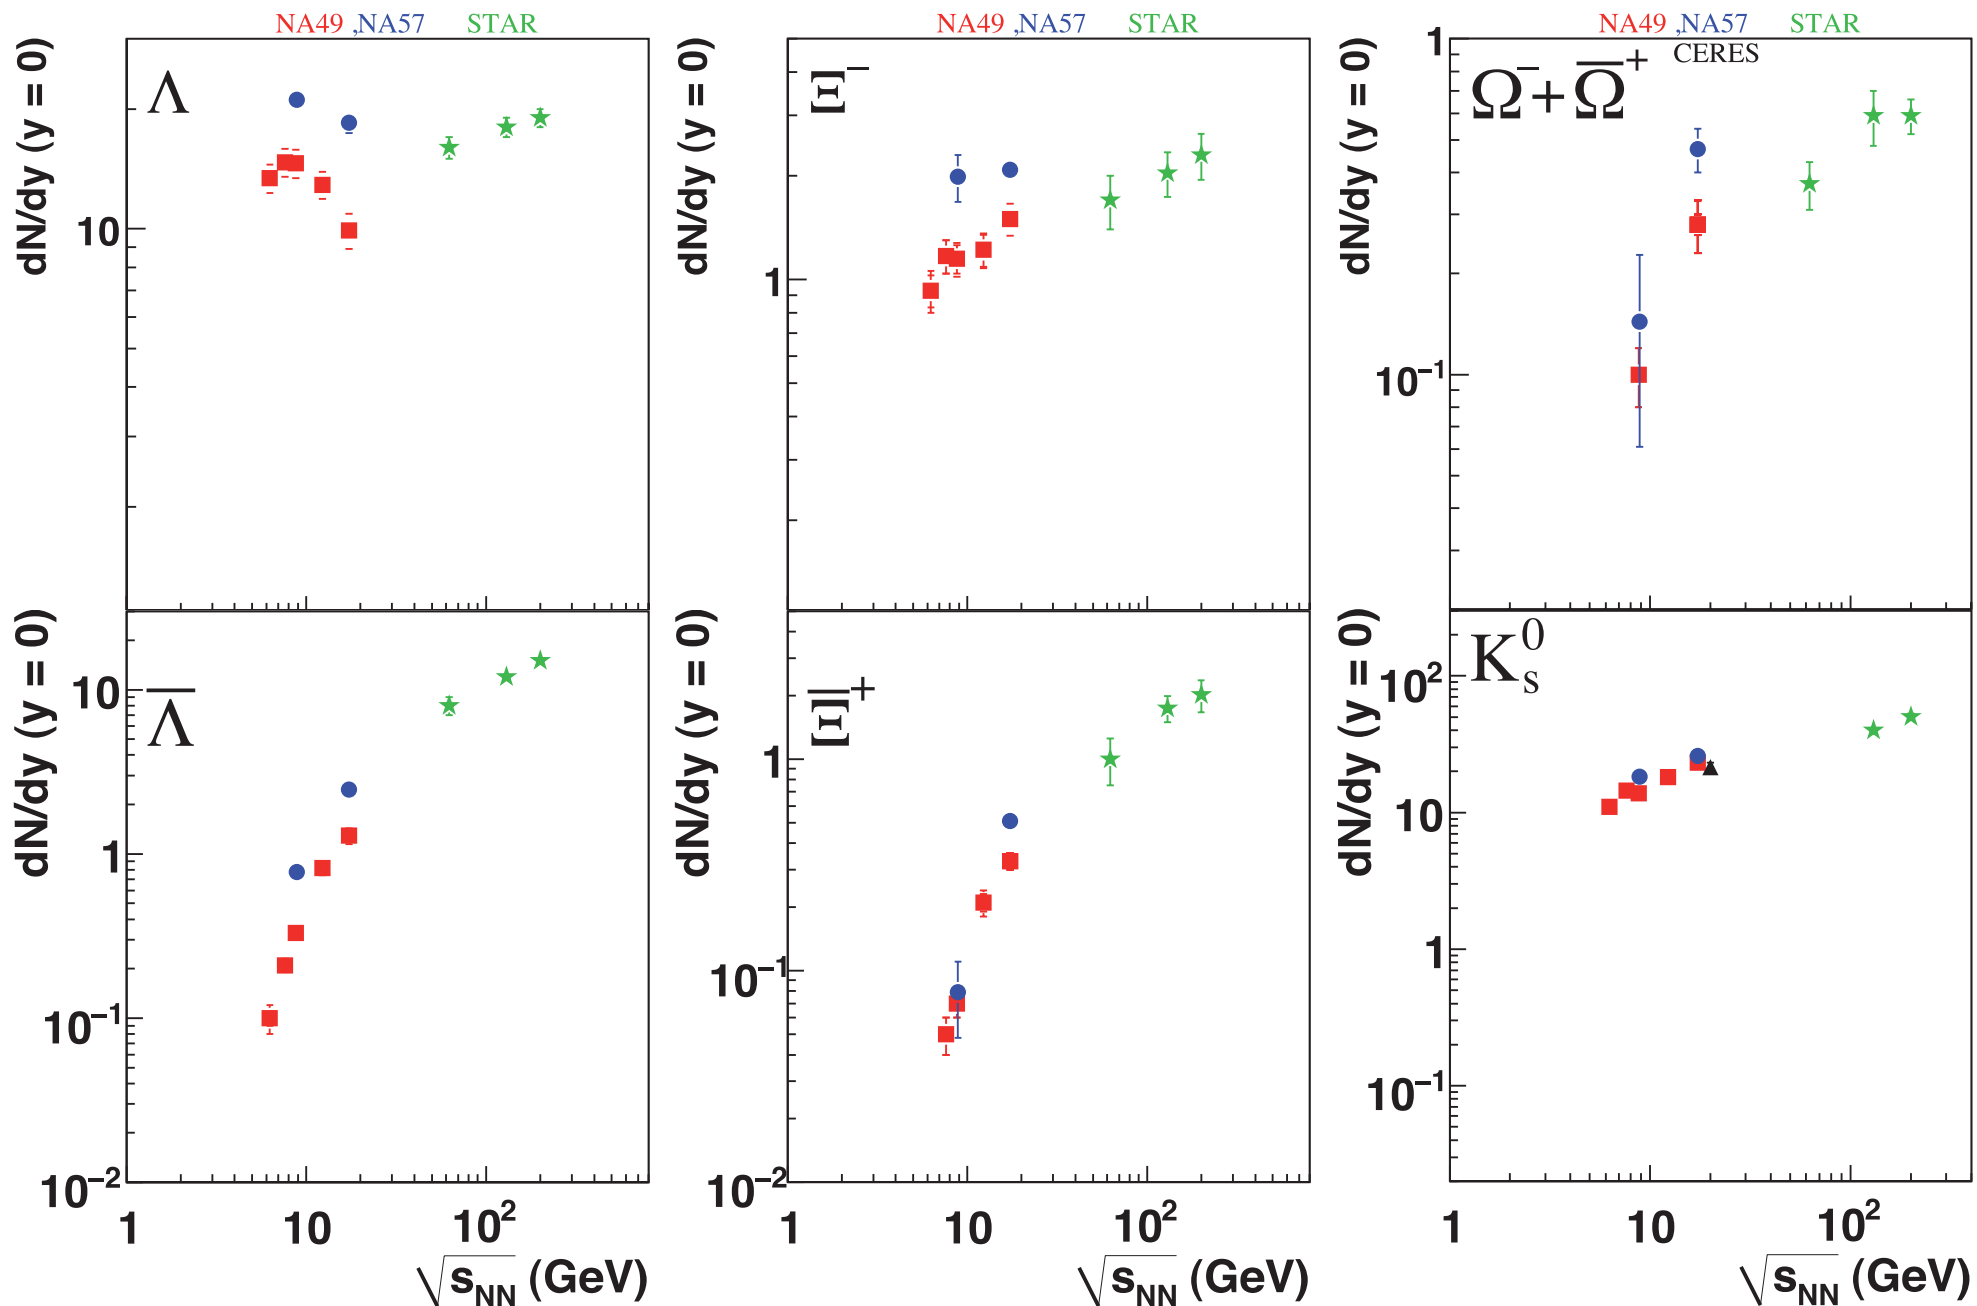 NA49 ,NA57 STAR
NA49 ,NA57 STAR
NA49 ,NA57 STAR
CERES
dN/dy (y = 0)
Λ
10
dN/dy (y = 0)
Ξ⁻
1
dN/dy (y = 0)
Ω⁻+Ω̅⁺
1
10⁻¹
dN/dy (y = 0)
Λ̅
10
1
10⁻¹
10⁻²
dN/dy (y = 0)
Ξ̅⁺
1
10⁻¹
10⁻²
dN/dy (y = 0)
K⁰ₛ
10²
10
1
10⁻¹
1 10 10²
1 10 10²
1 10 10²
√sNN (GeV)
√sNN (GeV)
√sNN (GeV)